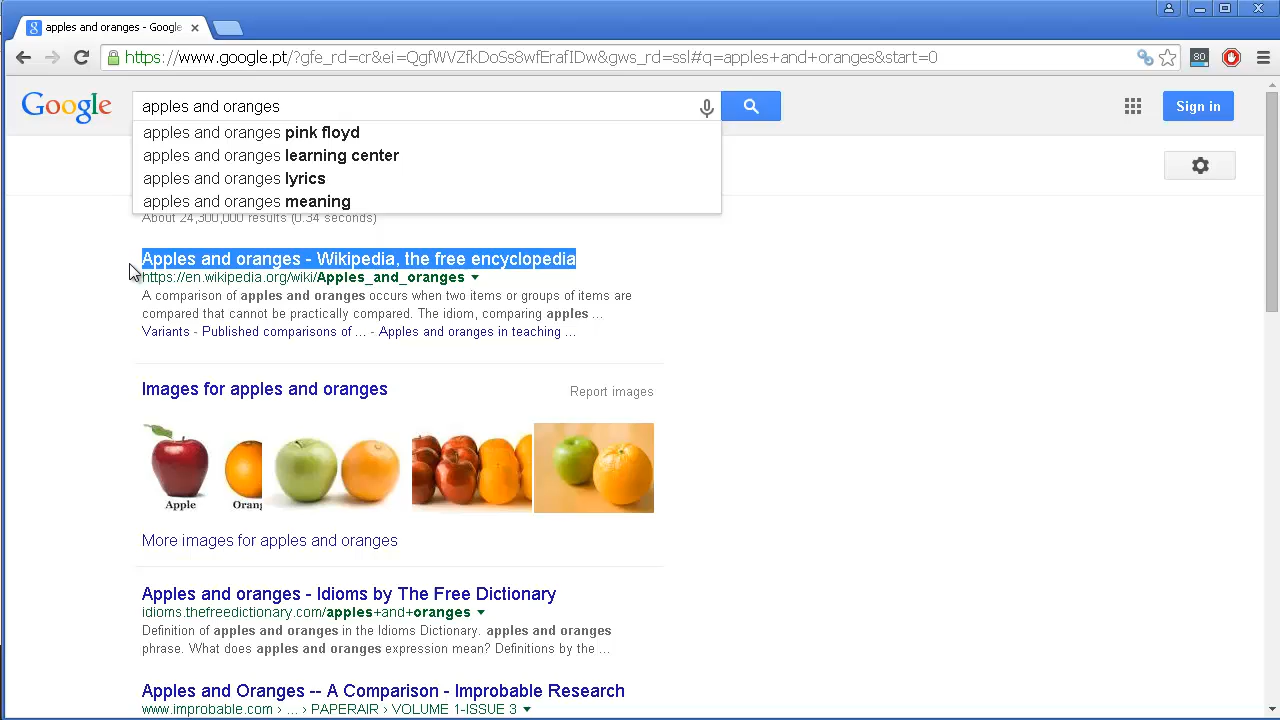 apples and oranges - Google
https://www.google.pt/?gfe_rd=cr&ei=QgfWVZfkDoSs8wfErafIDw&gws_rd=ssl#q=apples+and+oranges&start=0
80
Google
apples and oranges
Sign in
apples and oranges pink floyd
apples and oranges learning center
apples and oranges lyrics
apples and oranges meaning
About 24,300,000 results (0.34 seconds)
Apples and oranges - Wikipedia, the free encyclopedia
https://en.wikipedia.org/wiki/Apples_and_oranges
A comparison of apples and oranges occurs when two items or groups of items are
compared that cannot be practically compared. The idiom, comparing apples ...
Variants - Published comparisons of ... - Apples and oranges in teaching ...
Images for apples and oranges
Report images
Apple
Orang
More images for apples and oranges
Apples and oranges - Idioms by The Free Dictionary
idioms.thefreedictionary.com/apples+and+oranges
Definition of apples and oranges in the Idioms Dictionary. apples and oranges
phrase. What does apples and oranges expression mean? Definitions by the ...
Apples and Oranges -- A Comparison - Improbable Research
www.improbable.com › ... › PAPERAIR › VOLUME 1-ISSUE 3